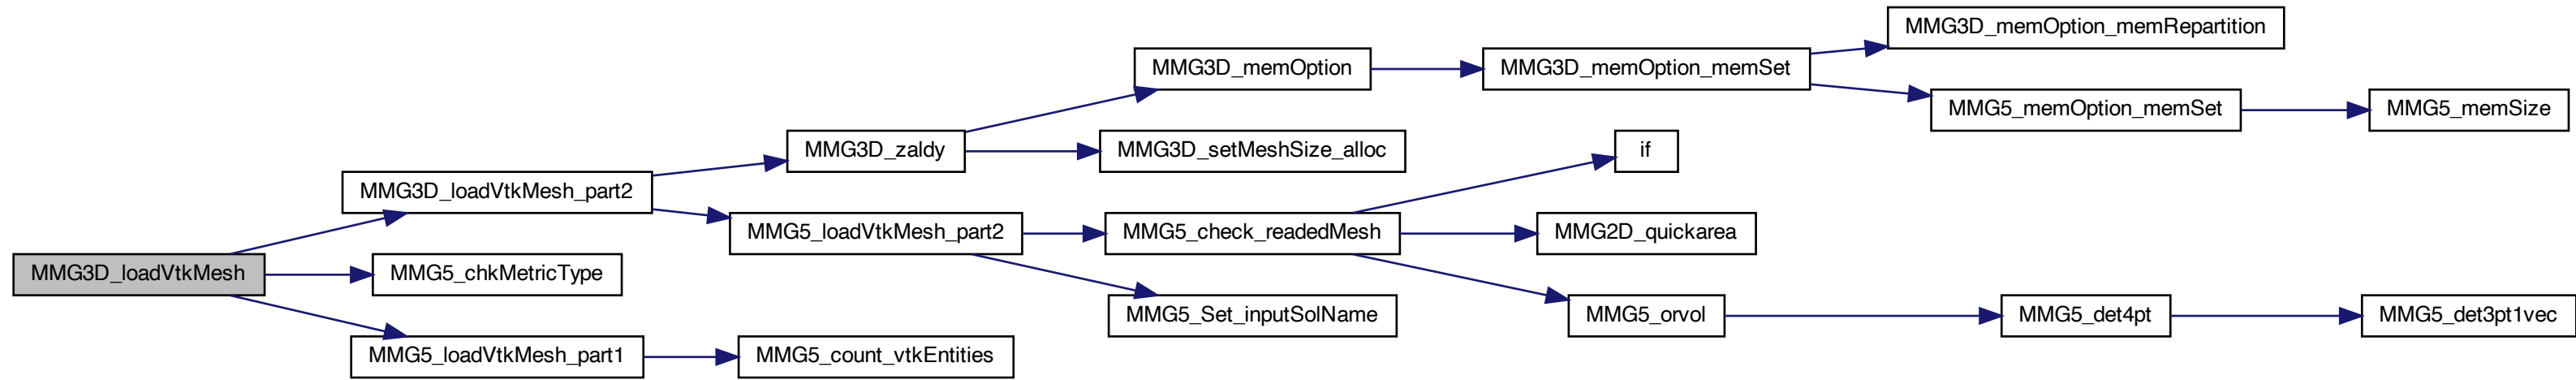 MMG3D_loadVtkMesh
MMG3D_loadVtkMesh_part2
MMG5_chkMetricType
MMG5_loadVtkMesh_part1
MMG3D_zaldy
MMG5_loadVtkMesh_part2
MMG5_count_vtkEntities
MMG3D_memOption
MMG3D_setMeshSize_alloc
MMG5_check_readedMesh
MMG5_Set_inputSolName
MMG3D_memOption_memSet
if
MMG2D_quickarea
MMG5_orvol
MMG3D_memOption_memRepartition
MMG5_memOption_memSet
MMG5_det4pt
MMG5_memSize
MMG5_det3pt1vec